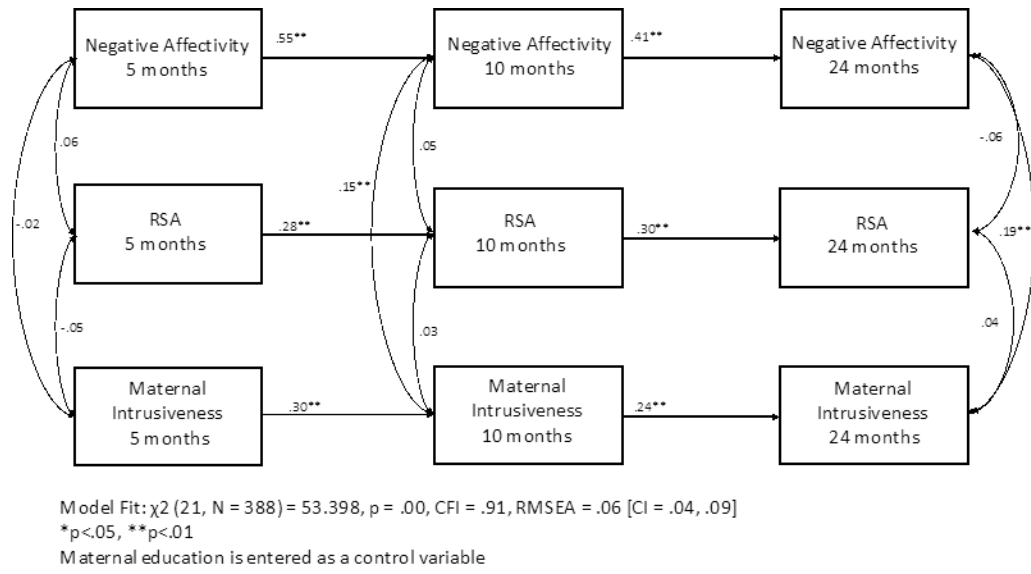 Negative Affectivity
5 months
.55**
Negative Affectivity
10 months
.41**
Negative Affectivity
24 months
.06
.05
-.06
.15**
-.02
RSA
5 months
.28**
RSA
10 months
.30**
RSA
24 months
.19**
-.05
.03
.04
Maternal
Intrusiveness
5 months
.30**
Maternal
Intrusiveness
10 months
.24**
Maternal
Intrusiveness
24 months
Model Fit: χ2 (21, N = 388) = 53.398, p = .00, CFI = .91, RMSEA = .06 [CI = .04, .09]
*p<.05, **p<.01
Maternal education is entered as a control variable